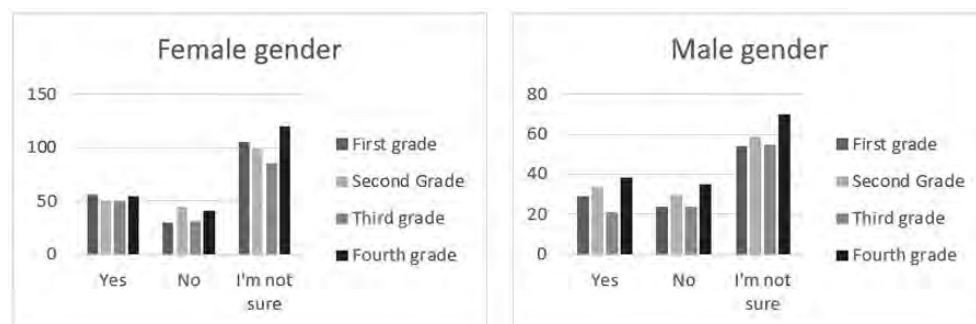 Female gender
150
100
50
0
Yes
No
I'm not
sure
First grade
Second Grade
Third grade
Fourth grade
Male gender
80
60
40
20
0
Yes
No
I'm not
sure
First grade
Second Grade
Third grade
Fourth grade